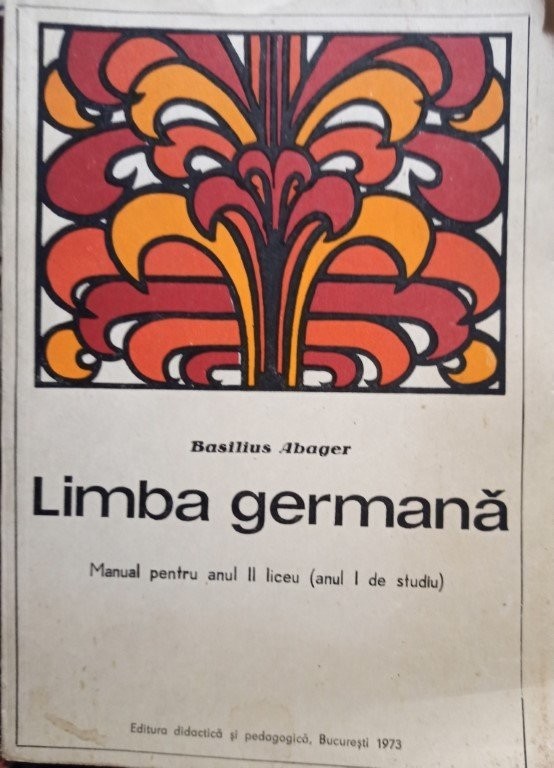 Basilius Abager
Limba germană
Manual pentru anul II liceu (anul I de studiu)
Editura didactică și pedagogică, București 1973